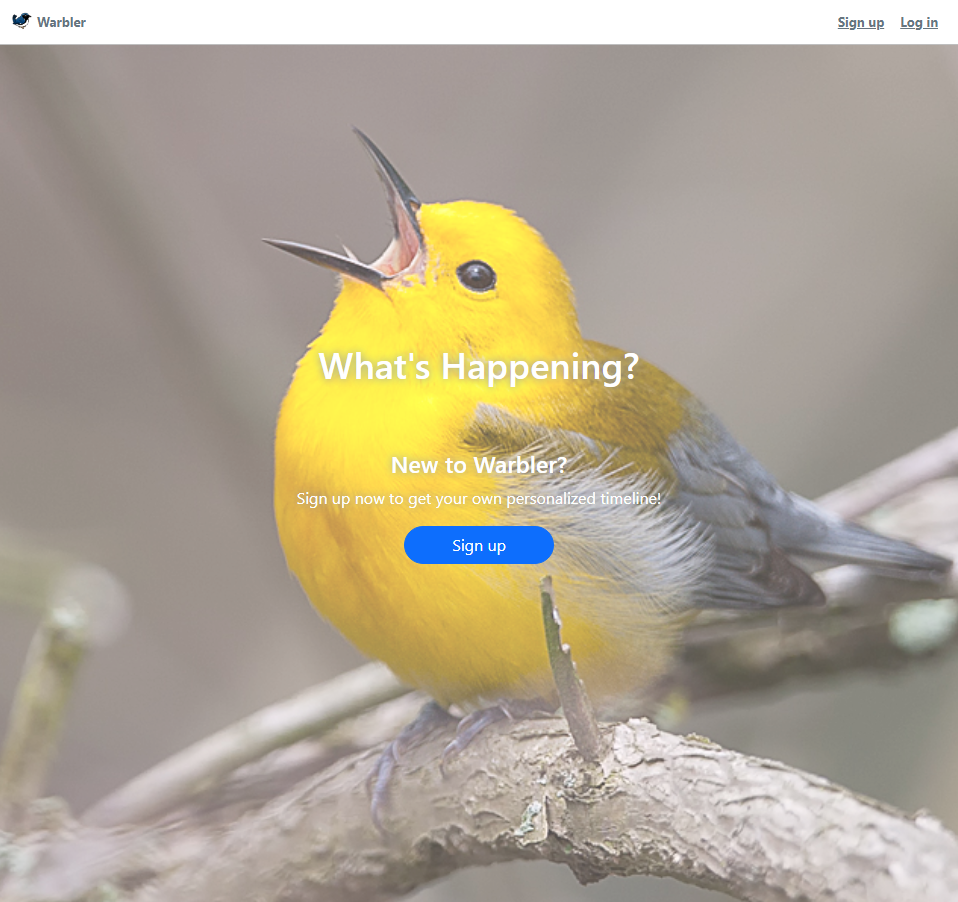 Warbler
Sign up
Log in
What's Happening?
New to Warbler?
Sign up now to get your own personalized timeline!
Sign up